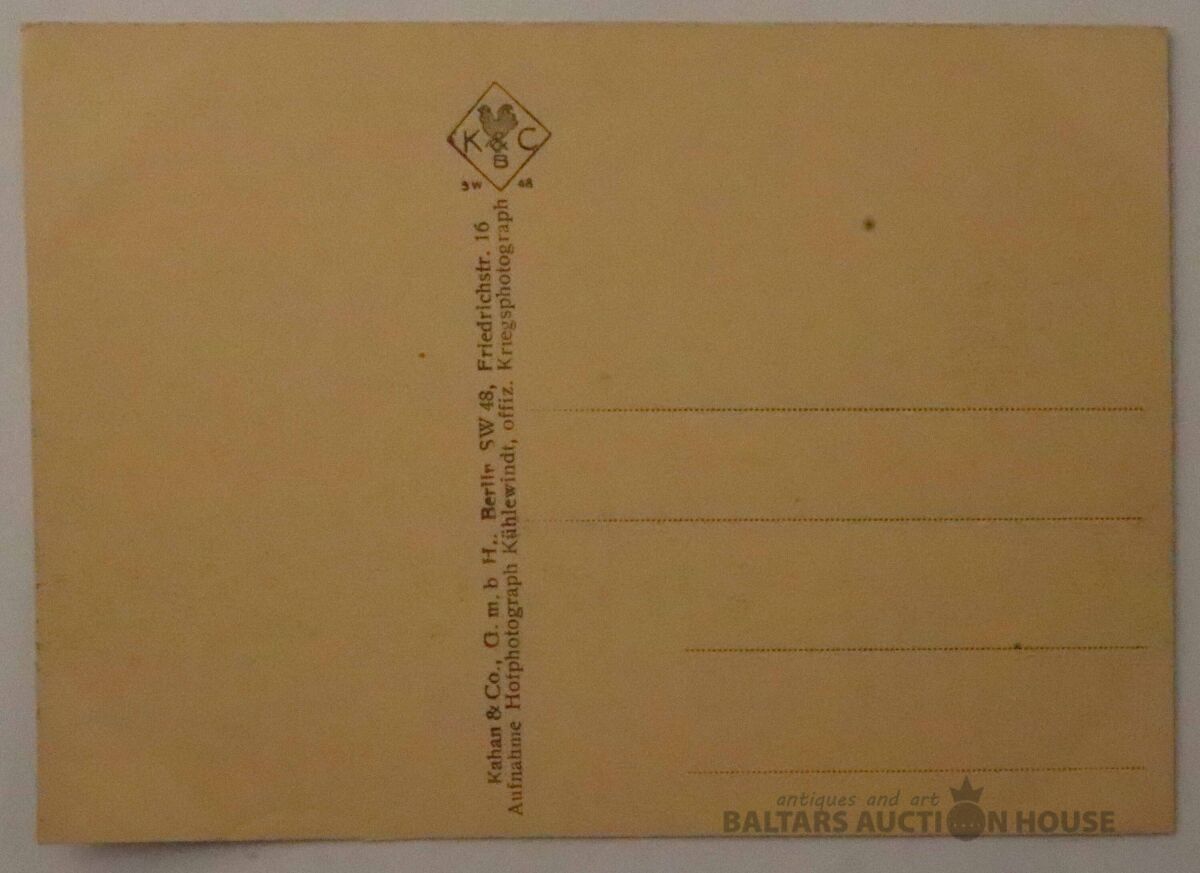 K C
B
SW 48
Kahan & Co., G. m. b H., Berlin SW 48, Friedrichstr. 16
Aufnahme Hofphotograph Kühlewindt, offiz. Kriegsphotograph
antiques and art
BALTARS AUCTION HOUSE